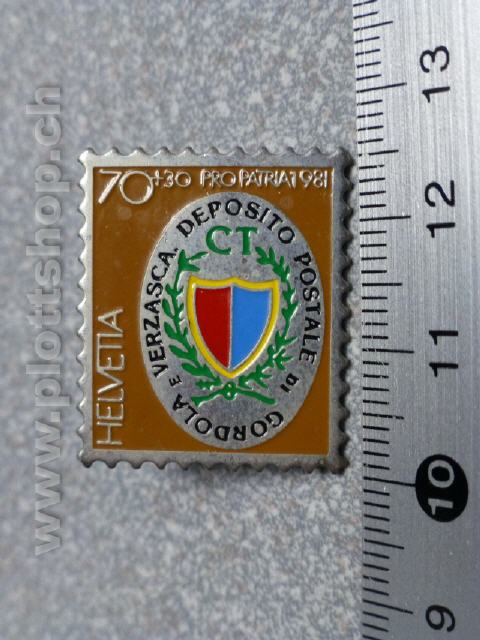 70+30 PRO PATRIA 1981
HELVETIA
DEPOSITO POSTALE DI GORDOLA E VERZASCA.
CT
13
12
11
10
9
www.plottshop.ch